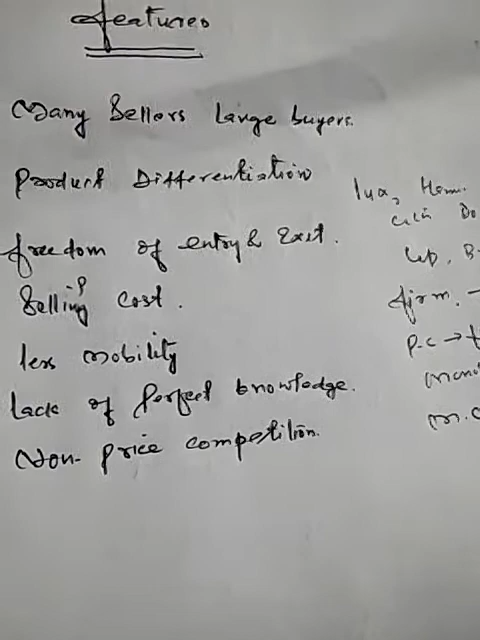 Features
Many Sellers Large buyers.
Product Differentiation
freedom of entry & Exit.
Selling Cost.
less mobility
Lack of Perfect knowledge.
Non-price competition.
lux,
P.C →
m.c